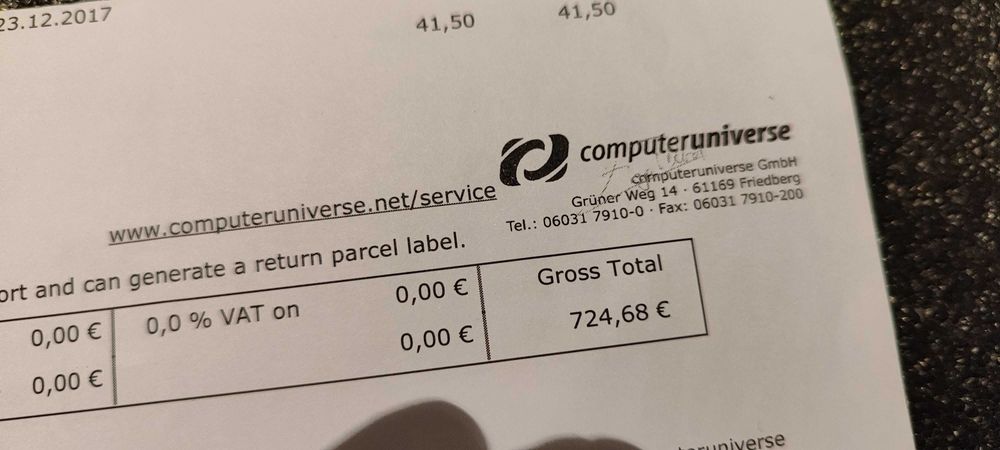 23.12.2017 41,50 41,50
computeruniverse
computeruniverse GmbH
Grüner Weg 14 · 61169 Friedberg
Tel.: 06031 7910-0 · Fax: 06031 7910-200
www.computeruniverse.net/service
ort and can generate a return parcel label.
0,00 € 0,0 % VAT on 0,00 € Gross Total
0,00 € 0,00 € 724,68 €
eruniverse